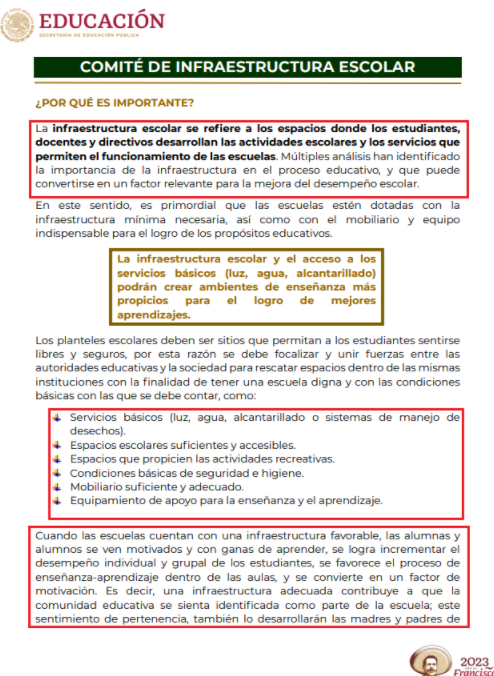 EDUCACIÓN
SECRETARÍA DE EDUCACIÓN PÚBLICA
COMITÉ DE INFRAESTRUCTURA ESCOLAR
¿POR QUÉ ES IMPORTANTE?
La infraestructura escolar se refiere a los espacios donde los estudiantes,
docentes y directivos desarrollan las actividades escolares y los servicios que
permiten el funcionamiento de las escuelas. Múltiples análisis han identificado
la importancia de la infraestructura en el proceso educativo, y que puede
convertirse en un factor relevante para la mejora del desempeño escolar.
En este sentido, es primordial que las escuelas estén dotadas con la
infraestructura mínima necesaria, así como con el mobiliario y equipo
indispensable para el logro de los propósitos educativos.
La infraestructura escolar y el acceso a los
servicios básicos (luz, agua, alcantarillado)
podrán crear ambientes de enseñanza más
propicios para el logro de mejores
aprendizajes.
Los planteles escolares deben ser sitios que permitan a los estudiantes sentirse
libres y seguros, por esta razón se debe focalizar y unir fuerzas entre las
autoridades educativas y la sociedad para rescatar espacios dentro de las mismas
instituciones con la finalidad de tener una escuela digna y con las condiciones
básicas con las que se debe contar, como:
Servicios básicos (luz, agua, alcantarillado o sistemas de manejo de
desechos).
Espacios escolares suficientes y accesibles.
Espacios que propicien las actividades recreativas.
Condiciones básicas de seguridad e higiene.
Mobiliario suficiente y adecuado.
Equipamiento de apoyo para la enseñanza y el aprendizaje.
Cuando las escuelas cuentan con una infraestructura favorable, las alumnas y
alumnos se ven motivados y con ganas de aprender, se logra incrementar el
desempeño individual y grupal de los estudiantes, se favorece el proceso de
enseñanza-aprendizaje dentro de las aulas, y se convierte en un factor de
motivación. Es decir, una infraestructura adecuada contribuye a que la
comunidad educativa se sienta identificada como parte de la escuela; este
sentimiento de pertenencia, también lo desarrollarán las madres y padres de
2023
Francisco